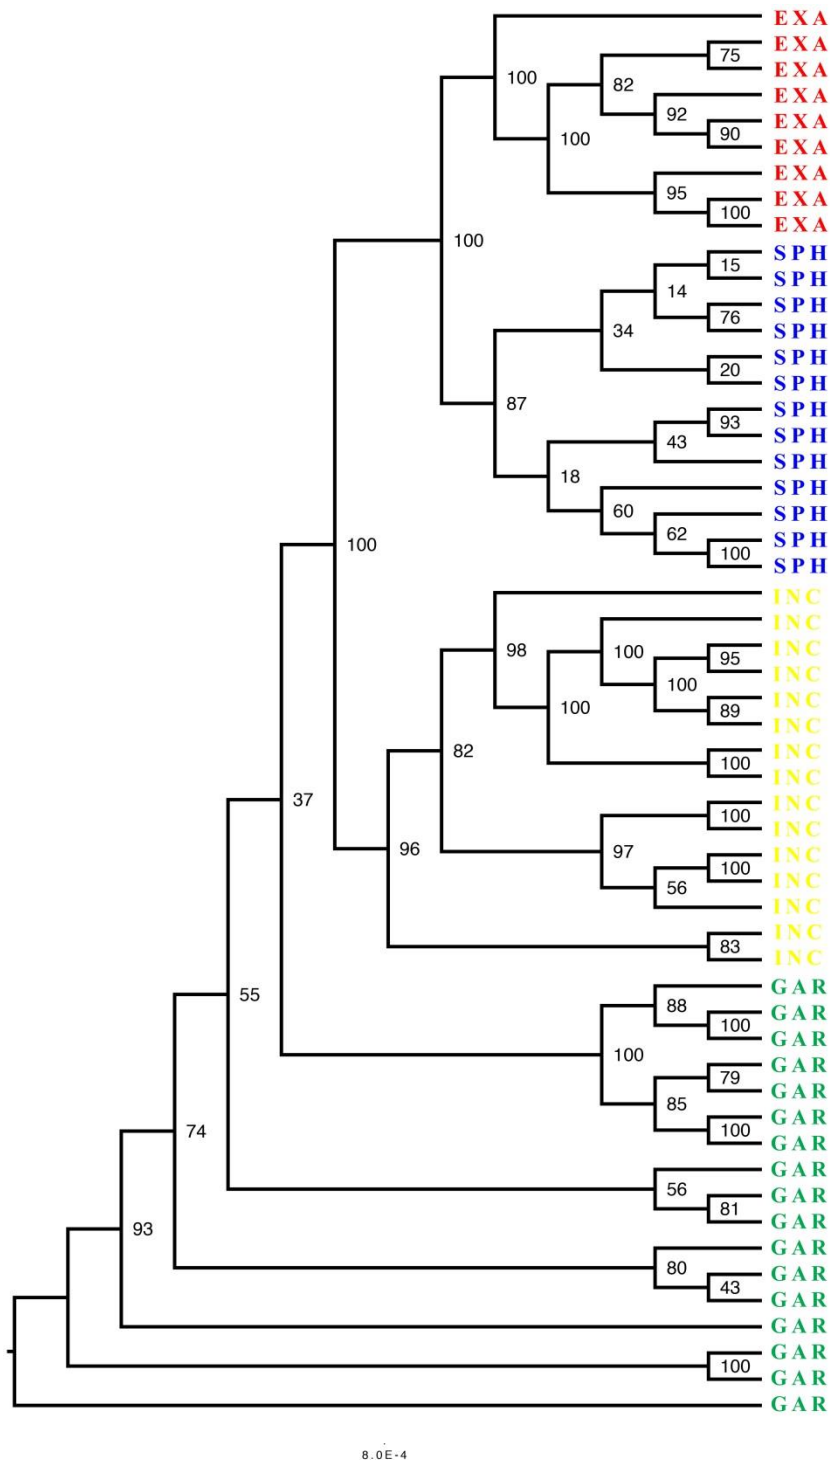 EXA
EXA
75
EXA
100
82
EXA
92
EXA
90
100
EXA
EXA
95
EXA
100
EXA
100
SPH
15
SPH
14
SPH
76
34
SPH
SPH
20
SPH
87
SPH
93
SPH
43
SPH
18
SPH
60
SPH
62
SPH
100
100
SPH
INC
INC
98
100
INC
95
INC
100
INC
100
89
INC
82
INC
100
INC
37
INC
100
INC
96
97
INC
100
INC
56
INC
INC
83
INC
GAR
55
88
GAR
100
GAR
100
GAR
79
GAR
85
GAR
74
100
GAR
GAR
56
GAR
81
GAR
93
GAR
80
GAR
43
GAR
GAR
GAR
100
GAR
GAR
8.0E-4